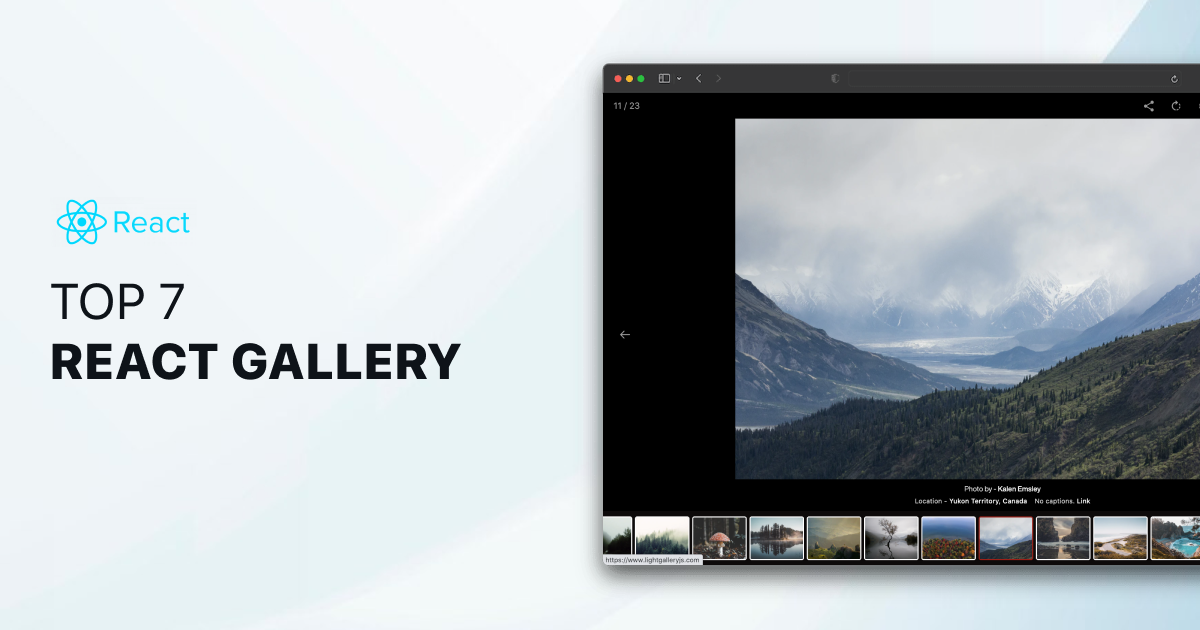 React
TOP 7
REACT GALLERY
11 / 23
Photo by - Kalen Emsley
Location - Yukon Territory, Canada No captions. Link
https://www.lightgalleryjs.com